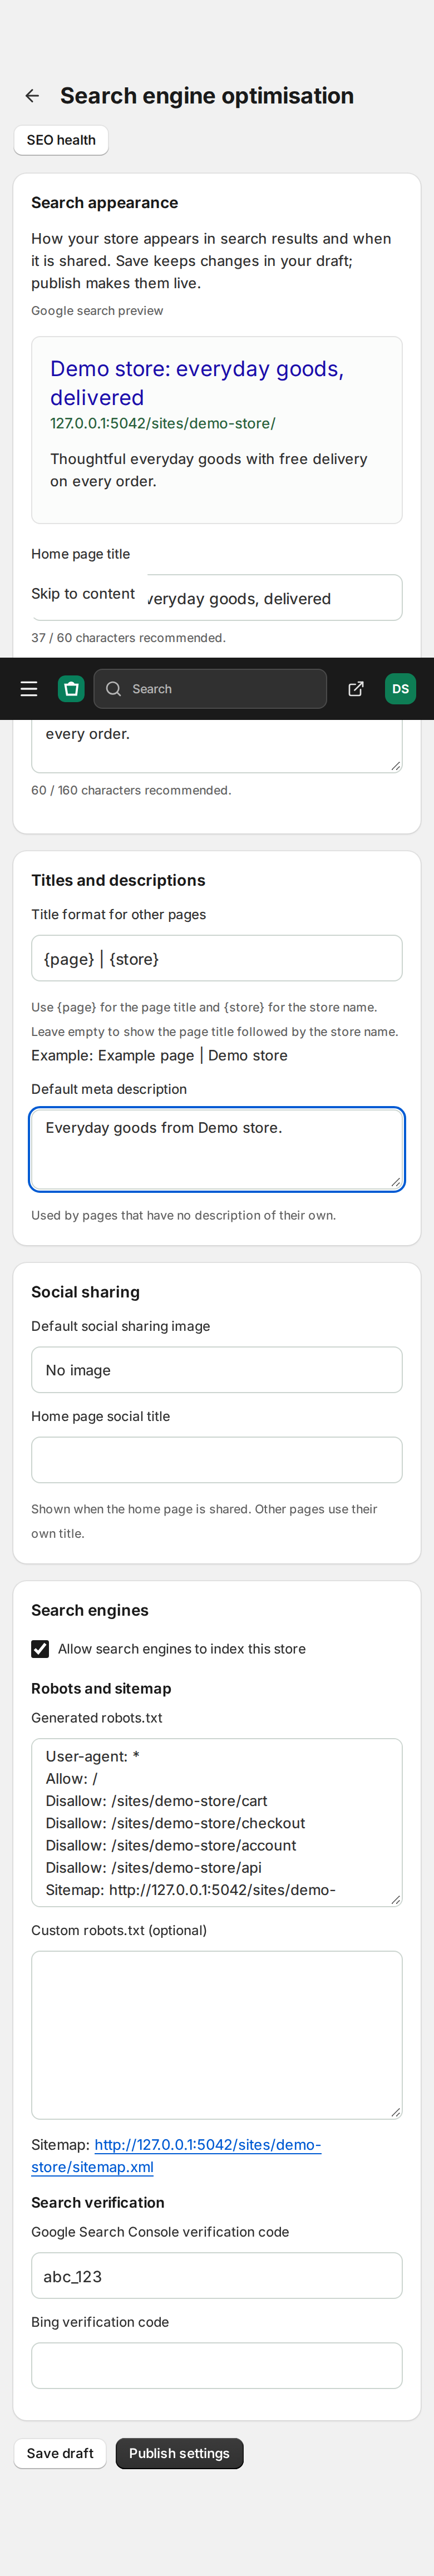 Search engine optimisation
SEO health
Search appearance
How your store appears in search results and when
it is shared. Save keeps changes in your draft;
publish makes them live.
Google search preview
Demo store: everyday goods,
delivered
127.0.0.1:5042/sites/demo-store/
Thoughtful everyday goods with free delivery
on every order.
Home page title
Skip to content
veryday goods, delivered
37 / 60 characters recommended.
Search
DS
every order.
60 / 160 characters recommended.
Titles and descriptions
Title format for other pages
{page} | {store}
Use {page} for the page title and {store} for the store name.
Leave empty to show the page title followed by the store name.
Example: Example page | Demo store
Default meta description
Everyday goods from Demo store.
Used by pages that have no description of their own.
Social sharing
Default social sharing image
No image
Home page social title
Shown when the home page is shared. Other pages use their
own title.
Search engines
Allow search engines to index this store
Robots and sitemap
Generated robots.txt
User-agent: *
Allow: /
Disallow: /sites/demo-store/cart
Disallow: /sites/demo-store/checkout
Disallow: /sites/demo-store/account
Disallow: /sites/demo-store/api
Sitemap: http://127.0.0.1:5042/sites/demo-
Custom robots.txt (optional)
Sitemap: http://127.0.0.1:5042/sites/demo-
store/sitemap.xml
Search verification
Google Search Console verification code
abc_123
Bing verification code
Save draft
Publish settings